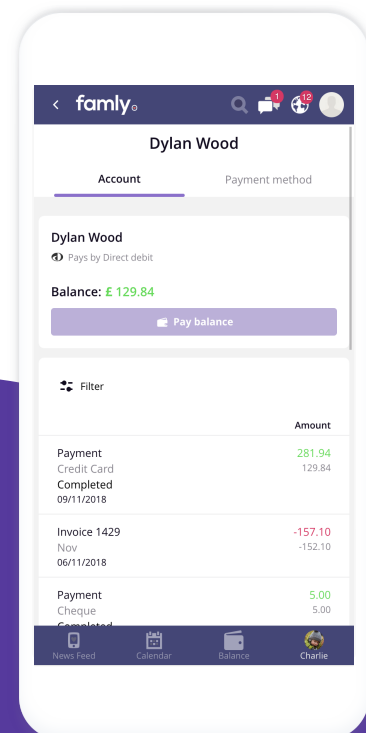 famly
1
12
Dylan Wood
Account Payment method
Dylan Wood
Pays by Direct debit
Balance: £ 129.84
Pay balance
Filter
Amount
Payment 281.94
Credit Card 129.84
Completed
09/11/2018
Invoice 1429 -157.10
Nov -152.10
06/11/2018
Payment 5.00
Cheque 5.00
Completed
News Feed Calendar Balance Charlie